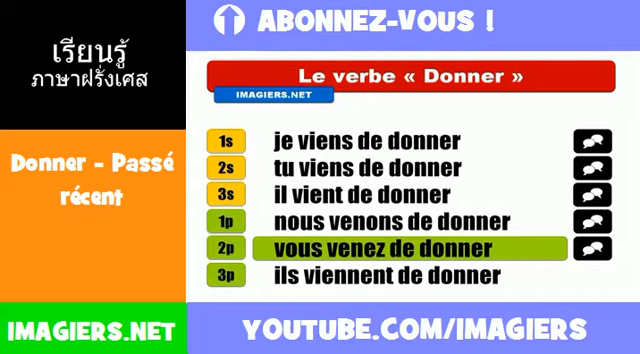 เรียนรู้
ภาษาฝรั่งเศส
Donner - Passé
récent
IMAGIERS.NET
ABONNEZ-VOUS !
Le verbe « Donner »
IMAGIERS.NET
1s je viens de donner
2s tu viens de donner
3s il vient de donner
1p nous venons de donner
2p vous venez de donner
3p ils viennent de donner
YOUTUBE.COM/IMAGIERS